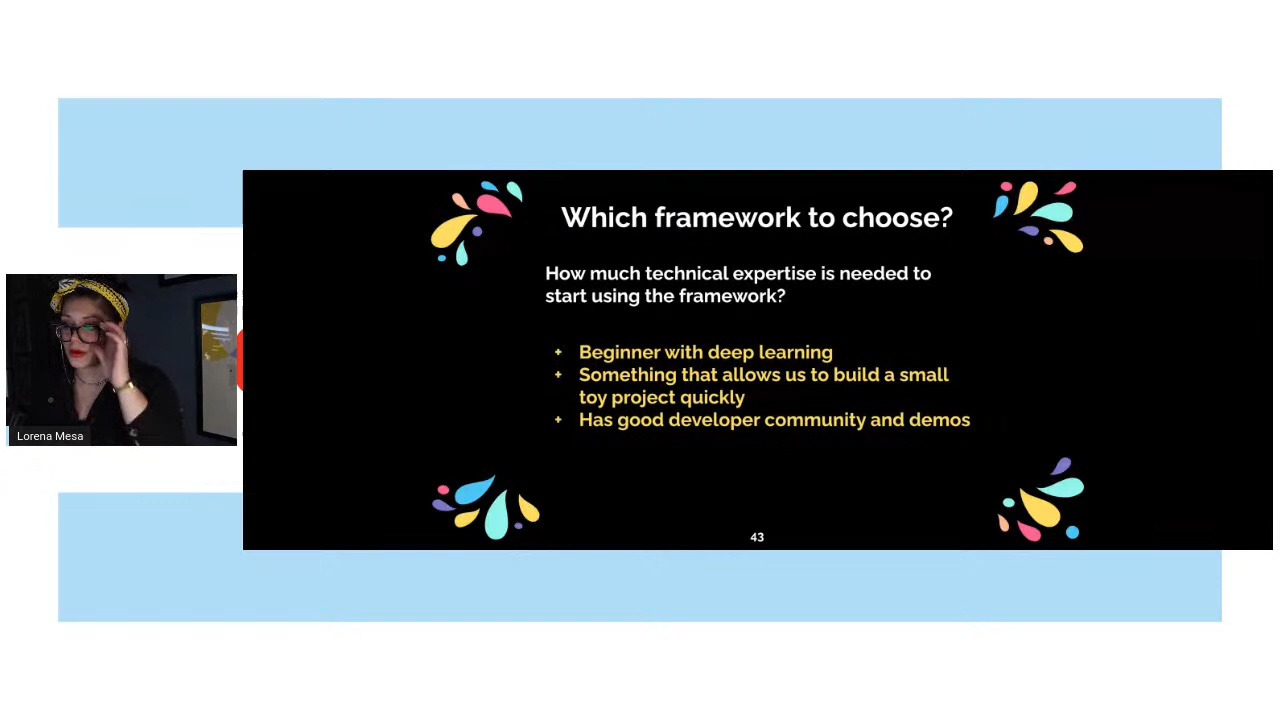 Which framework to choose?
How much technical expertise is needed to
start using the framework?
+ Beginner with deep learning
+ Something that allows us to build a small
toy project quickly
+ Has good developer community and demos
43
Lorena Mesa